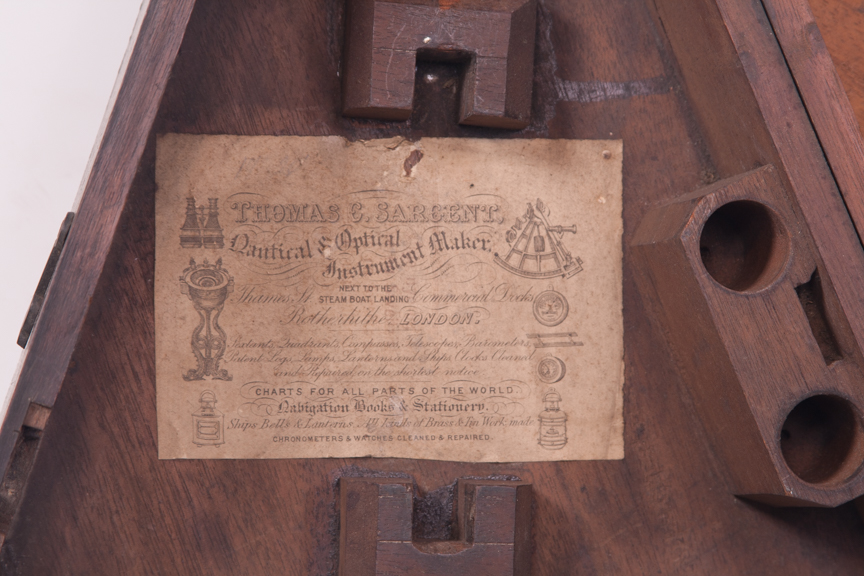 THOMAS C. SARGENT,
Nautical & Optical
Instrument Maker,
NEXT TO THE
Thames St STEAM BOAT LANDING Commercial Docks,
Rotherhithe LONDON.
Sextants, Quadrants, Compasses, Telescopes, Barometers,
Patent Logs, Lamps, Lanterns and Ships Clocks Cleaned
and Repaired, on the shortest notice
CHARTS FOR ALL PARTS OF THE WORLD.
Navigation Books & Stationery.
Ships Bells & Lanterns. All kinds of Brass & Tin Work, made
CHRONOMETERS & WATCHES CLEANED & REPAIRED.